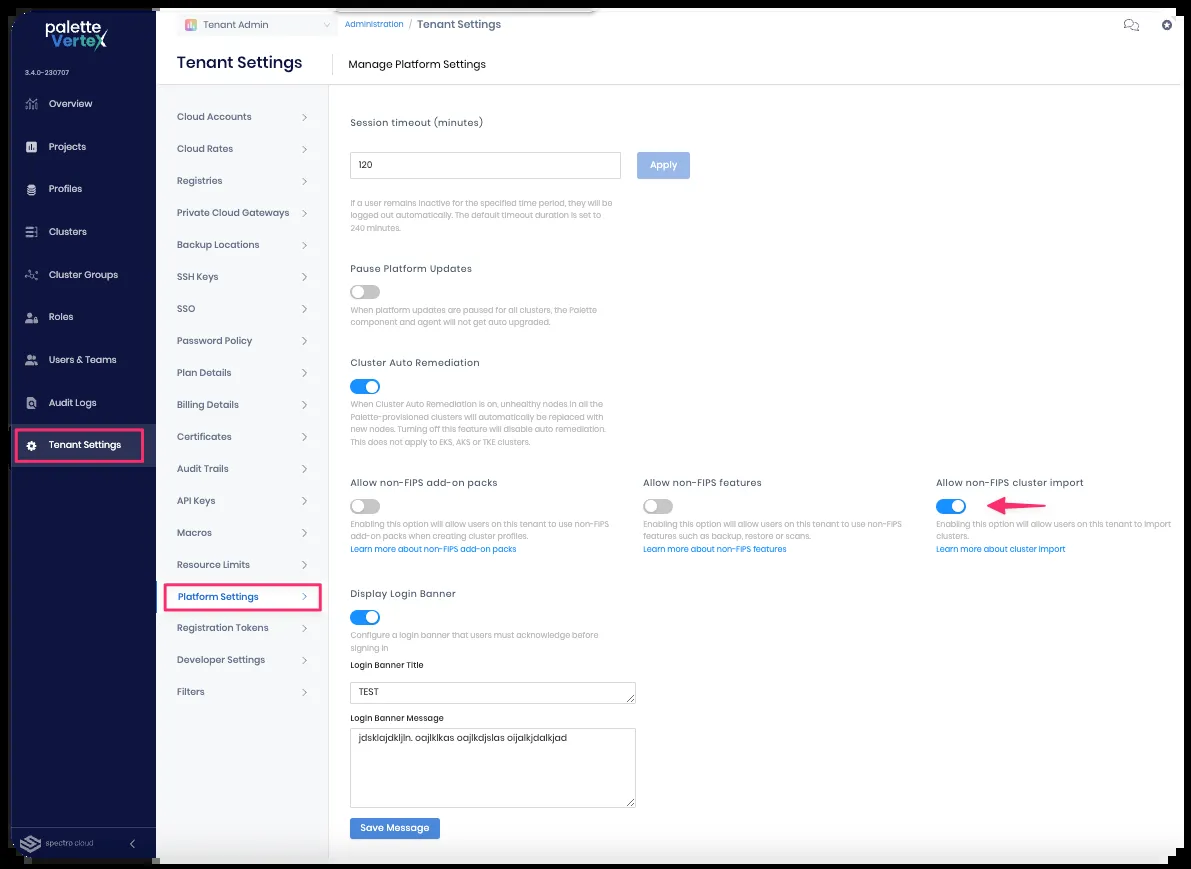 palette
VerteX
3.4.0-230707
Overview
Projects
Profiles
Clusters
Cluster Groups
Roles
Users & Teams
Audit Logs
Tenant Settings
spectro cloud
Tenant Admin
Administration / Tenant Settings
Tenant Settings
Manage Platform Settings
Cloud Accounts
Cloud Rates
Registries
Private Cloud Gateways
Backup Locations
SSH Keys
SSO
Password Policy
Plan Details
Billing Details
Certificates
Audit Trails
API Keys
Macros
Resource Limits
Platform Settings
Registration Tokens
Developer Settings
Filters
Session timeout (minutes)
120
Apply
If a user remains inactive for the specified time period, they will be
logged out automatically. The default timeout duration is set to
240 minutes.
Pause Platform Updates
When platform updates are paused for all clusters, the Palette
component and agent will not get auto upgraded.
Cluster Auto Remediation
When Cluster Auto Remediation is on, unhealthy nodes in all the
Palette-provisioned clusters will automatically be replaced with
new nodes. Turning off this feature will disable auto remediation.
This does not apply to EKS, AKS or TKE clusters.
Allow non-FIPS add-on packs
Enabling this option will allow users on this tenant to use non-FIPS
add-on packs when creating cluster profiles.
Learn more about non-FIPS add-on packs
Allow non-FIPS features
Enabling this option will allow users on this tenant to use non-FIPS
features such as backup, restore or scans.
Learn more about non-FIPS features
Allow non-FIPS cluster import
Enabling this option will allow users on this tenant to import
clusters.
Learn more about cluster import
Display Login Banner
Configure a login banner that users must acknowledge before
signing in
Login Banner Title
TEST
Login Banner Message
jdsklajdkljln. oajlklkas oajlkdjslas oijalkjdalkjad
Save Message